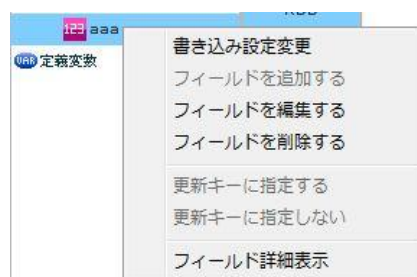 123 aaa
VAR 定義変数
書き込み設定変更
フィールドを追加する
フィールドを編集する
フィールドを削除する
更新キーに指定する
更新キーに指定しない
フィールド詳細表示